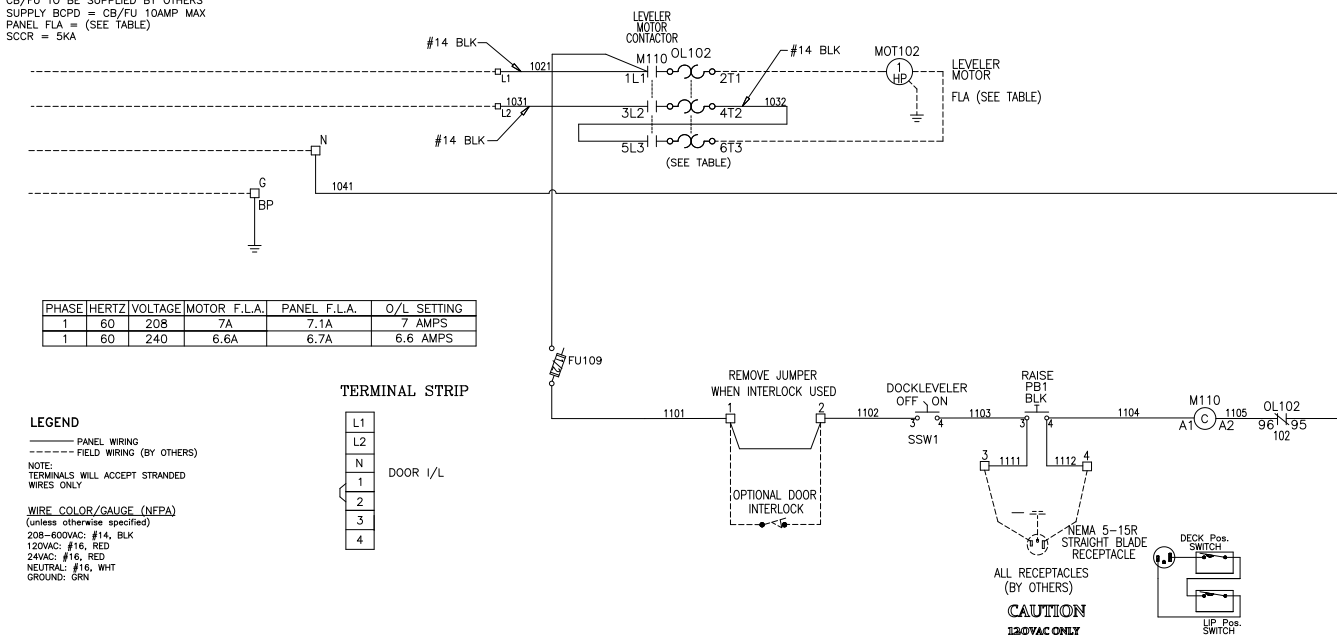 CB/FU TO BE SUPPLIED BY OTHERS
SUPPLY BCPD = CB/FU 10AMP MAX
PANEL FLA = (SEE TABLE)
SCCR = 5KA
LEVELER
MOTOR
CONTACTOR
#14 BLK
M110
OL102
#14 BLK
MOT102
L1
1021
1L1
2T1
1
HP
LEVELER
MOTOR
FLA (SEE TABLE)
L2
1031
3L2
4T2
1032
#14 BLK
5L3
6T3
(SEE TABLE)
N
G
BP
1041
PHASE HERTZ VOLTAGE MOTOR F.L.A. PANEL F.L.A. O/L SETTING
1 60 208 7A 7.1A 7 AMPS
1 60 240 6.6A 6.7A 6.6 AMPS
FU109
TERMINAL STRIP
L1
L2
N
1
2
3
4
DOOR I/L
LEGEND
PANEL WIRING
FIELD WIRING (BY OTHERS)
NOTE:
TERMINALS WILL ACCEPT STRANDED
WIRES ONLY
WIRE COLOR/GAUGE (NFPA)
(unless otherwise specified)
208-600VAC: #14, BLK
120VAC: #16, RED
24VAC: #16, RED
NEUTRAL: #16, WHT
GROUND: GRN
REMOVE JUMPER
WHEN INTERLOCK USED
1101
1
2
1102
OPTIONAL DOOR
INTERLOCK
DOCKLEVELER
OFF ON
3 4
SSW1
1103
RAISE
PB1
BLK
3 4
1104
M110
A1 C A2
1105
OL102
96 95
102
3
1111
1112
4
NEMA 5-15R
STRAIGHT BLADE
RECEPTACLE
ALL RECEPTACLES
(BY OTHERS)
CAUTION
120VAC ONLY
DECK Pos.
SWITCH
LIP Pos.
SWITCH